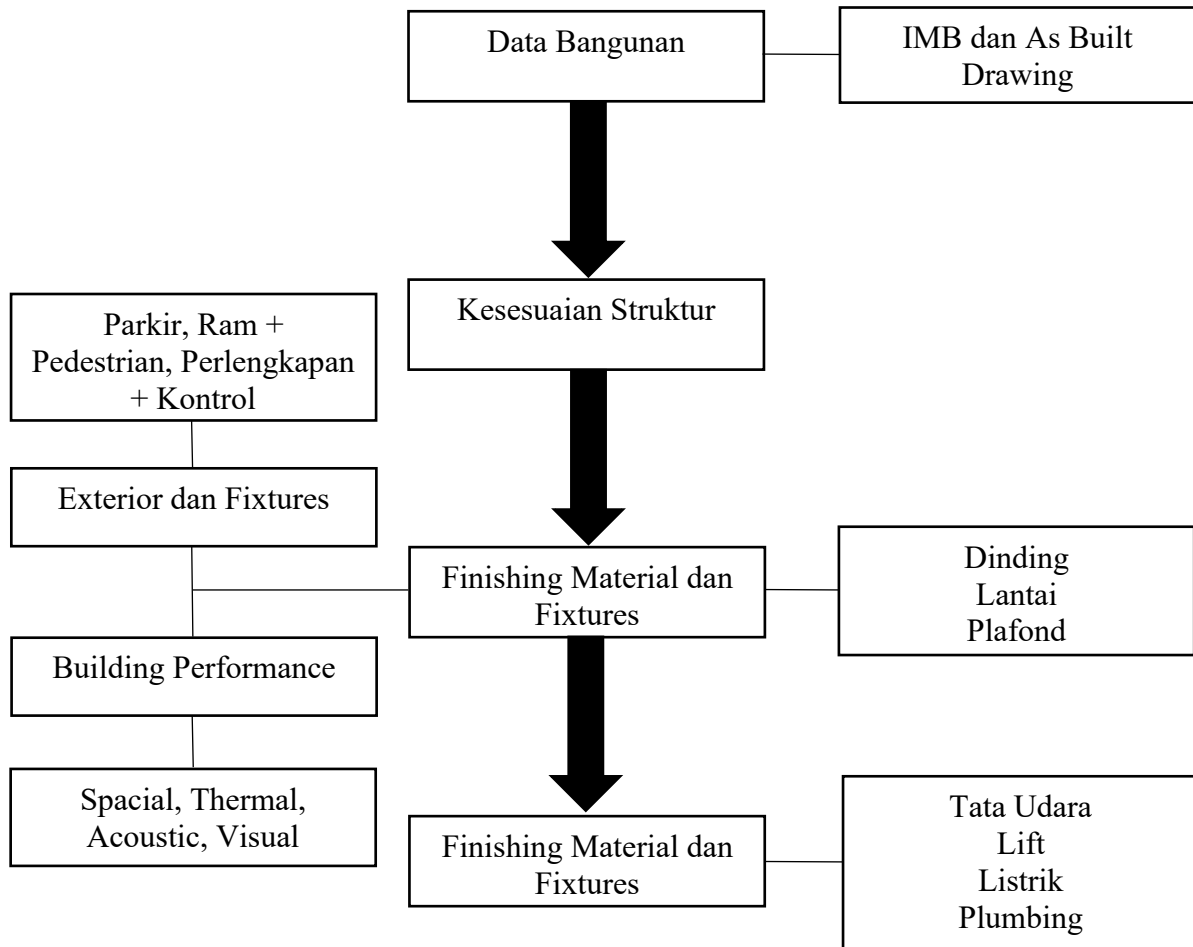 Data Bangunan
IMB dan As Built
Drawing
Kesesuaian Struktur
Parkir, Ram +
Pedestrian, Perlengkapan
+ Kontrol
Exterior dan Fixtures
Finishing Material dan
Fixtures
Dinding
Lantai
Plafond
Building Performance
Spacial, Thermal,
Acoustic, Visual
Finishing Material dan
Fixtures
Tata Udara
Lift
Listrik
Plumbing